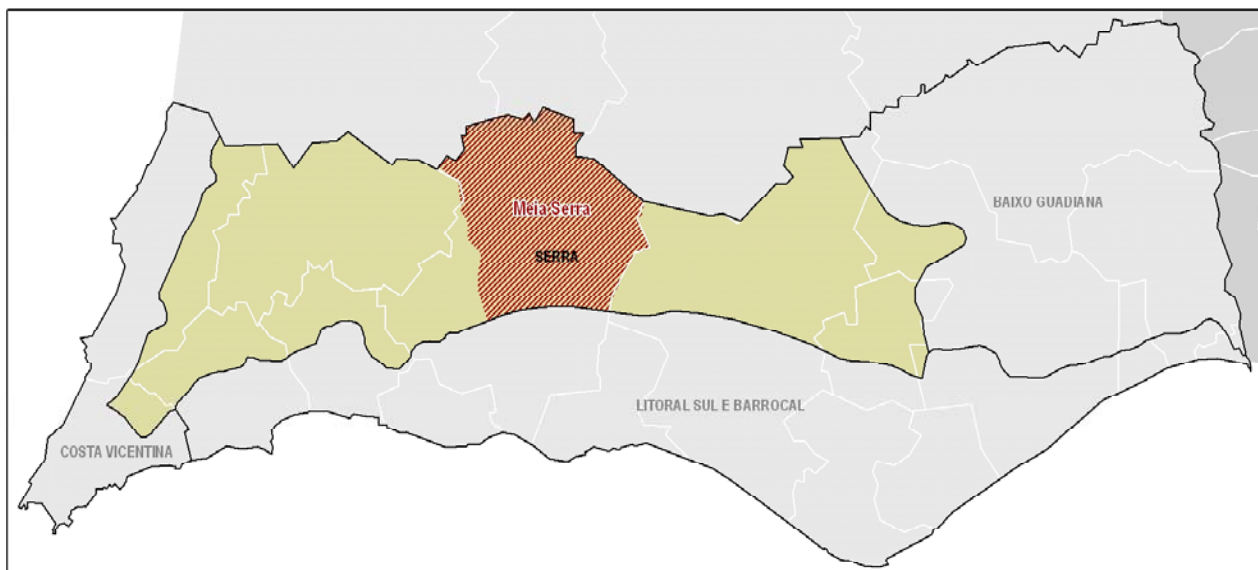 BAIXO GUADIANA
Meia-Serra
SERRA
LITORAL SUL E BARROCAL
COSTA VICENTINA